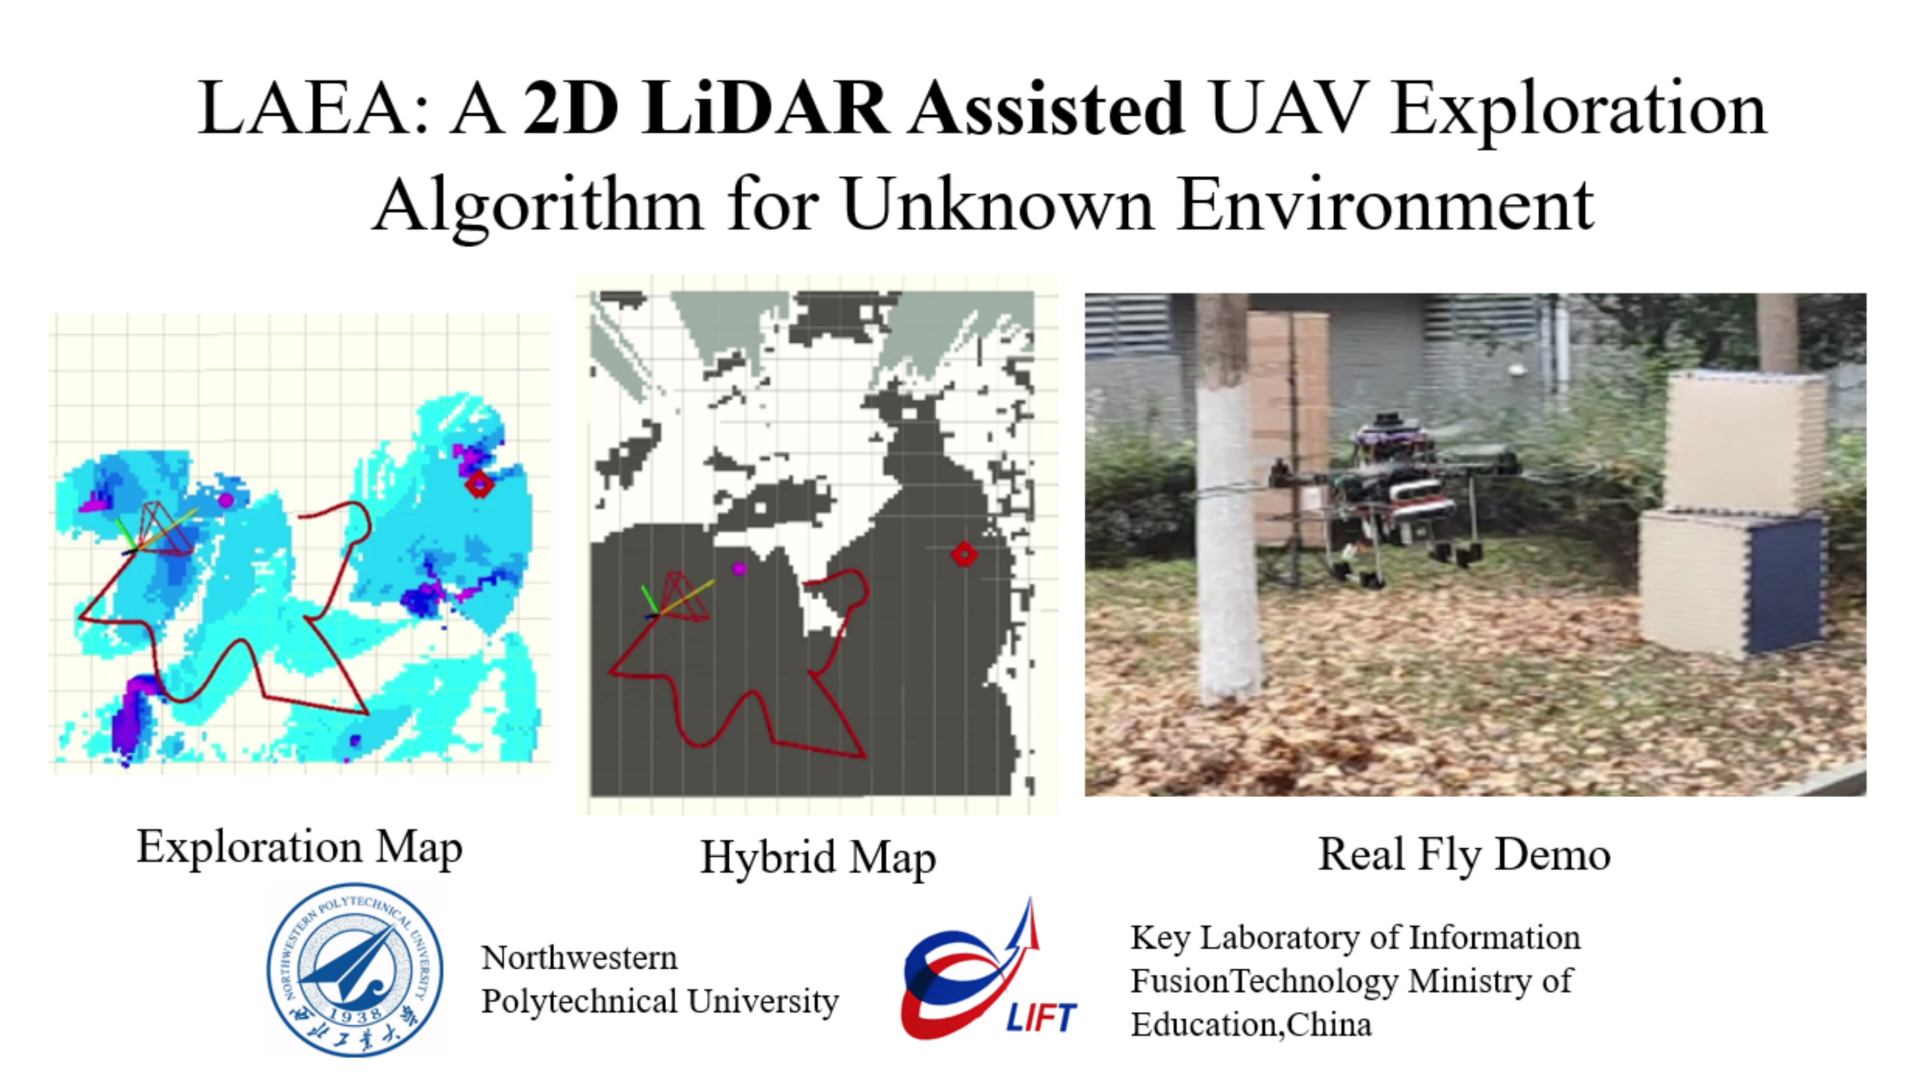 LAEA: A 2D LiDAR Assisted UAV Exploration
Algorithm for Unknown Environment
Exploration Map
Hybrid Map
Real Fly Demo
NORTHWESTERN POLYTECHNICAL UNIVERSITY
1938
西北工业大学
Northwestern
Polytechnical University
LIFT
Key Laboratory of Information
FusionTechnology Ministry of
Education,China